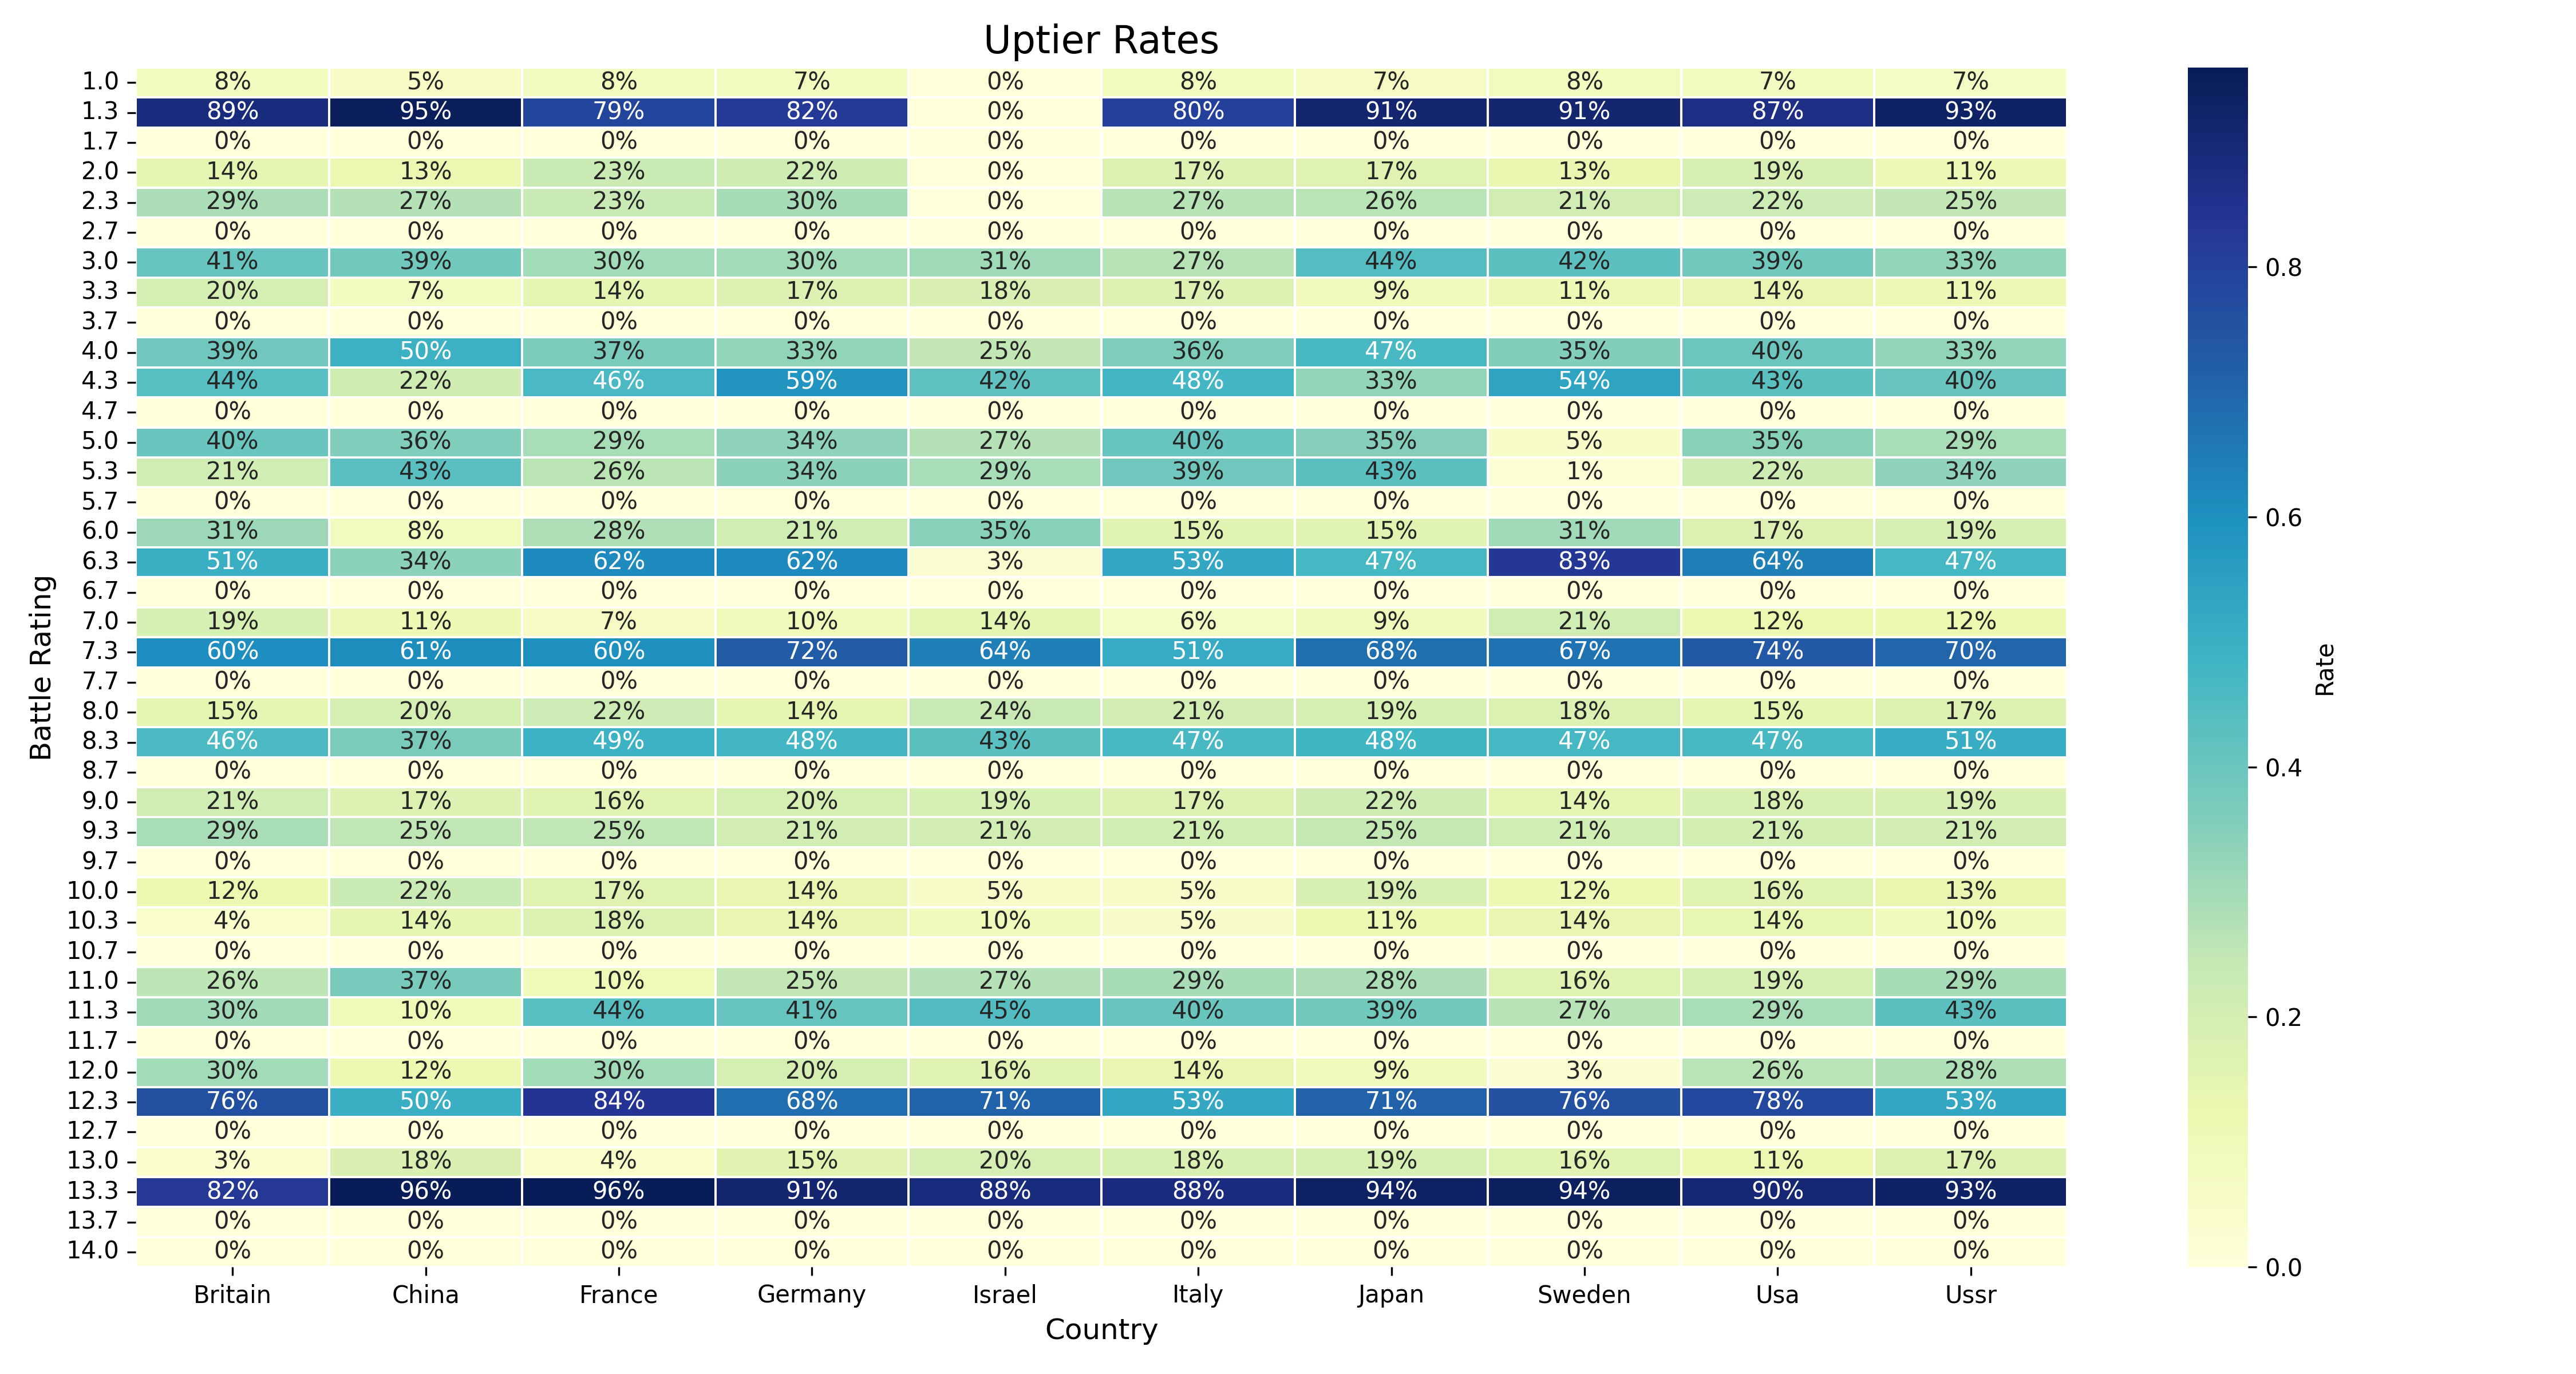 Uptier Rates
1.0 8% 5% 8% 7% 0% 8% 7% 8% 7% 7%
1.3 89% 95% 79% 82% 0% 80% 91% 91% 87% 93%
1.7 0% 0% 0% 0% 0% 0% 0% 0% 0% 0%
2.0 14% 13% 23% 22% 0% 17% 17% 13% 19% 11%
2.3 29% 27% 23% 30% 0% 27% 26% 21% 22% 25%
2.7 0% 0% 0% 0% 0% 0% 0% 0% 0% 0%
3.0 41% 39% 30% 30% 31% 27% 44% 42% 39% 33%
3.3 20% 7% 14% 17% 18% 17% 9% 11% 14% 11%
3.7 0% 0% 0% 0% 0% 0% 0% 0% 0% 0%
4.0 39% 50% 37% 33% 25% 36% 47% 35% 40% 33%
4.3 44% 22% 46% 59% 42% 48% 33% 54% 43% 40%
4.7 0% 0% 0% 0% 0% 0% 0% 0% 0% 0%
5.0 40% 36% 29% 34% 27% 40% 35% 5% 35% 29%
5.3 21% 43% 26% 34% 29% 39% 43% 1% 22% 34%
5.7 0% 0% 0% 0% 0% 0% 0% 0% 0% 0%
6.0 31% 8% 28% 21% 35% 15% 15% 31% 17% 19%
6.3 51% 34% 62% 62% 3% 53% 47% 83% 64% 47%
6.7 0% 0% 0% 0% 0% 0% 0% 0% 0% 0%
7.0 19% 11% 7% 10% 14% 6% 9% 21% 12% 12%
7.3 60% 61% 60% 72% 64% 51% 68% 67% 74% 70%
7.7 0% 0% 0% 0% 0% 0% 0% 0% 0% 0%
8.0 15% 20% 22% 14% 24% 21% 19% 18% 15% 17%
8.3 46% 37% 49% 48% 43% 47% 48% 47% 47% 51%
8.7 0% 0% 0% 0% 0% 0% 0% 0% 0% 0%
9.0 21% 17% 16% 20% 19% 17% 22% 14% 18% 19%
9.3 29% 25% 25% 21% 21% 21% 25% 21% 21% 21%
9.7 0% 0% 0% 0% 0% 0% 0% 0% 0% 0%
10.0 12% 22% 17% 14% 5% 5% 19% 12% 16% 13%
10.3 4% 14% 18% 14% 10% 5% 11% 14% 14% 10%
10.7 0% 0% 0% 0% 0% 0% 0% 0% 0% 0%
11.0 26% 37% 10% 25% 27% 29% 28% 16% 19% 29%
11.3 30% 10% 44% 41% 45% 40% 39% 27% 29% 43%
11.7 0% 0% 0% 0% 0% 0% 0% 0% 0% 0%
12.0 30% 12% 30% 20% 16% 14% 9% 3% 26% 28%
12.3 76% 50% 84% 68% 71% 53% 71% 76% 78% 53%
12.7 0% 0% 0% 0% 0% 0% 0% 0% 0% 0%
13.0 3% 18% 4% 15% 20% 18% 19% 16% 11% 17%
13.3 82% 96% 96% 91% 88% 88% 94% 94% 90% 93%
13.7 0% 0% 0% 0% 0% 0% 0% 0% 0% 0%
14.0 0% 0% 0% 0% 0% 0% 0% 0% 0% 0%
Britain China France Germany Israel Italy Japan Sweden Usa Ussr
Country
Battle Rating
0.8
0.6
0.4
0.2
0.0
Rate